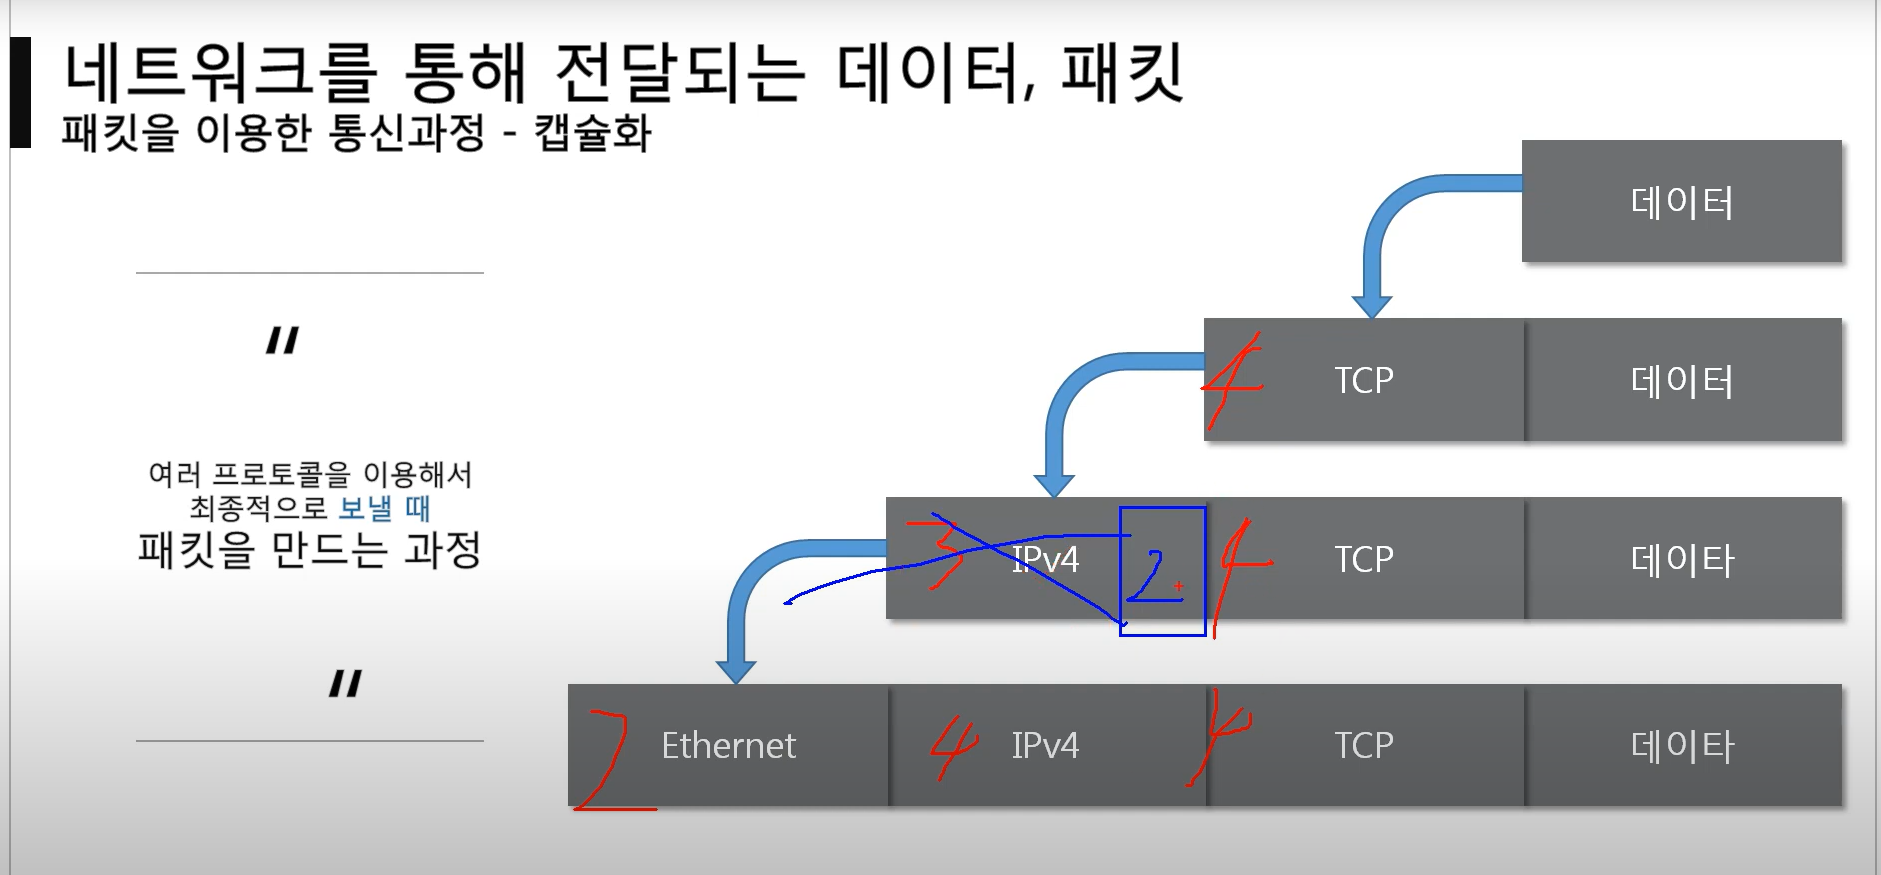 네트워크를 통해 전달되는 데이터, 패킷
패킷을 이용한 통신과정 - 캡슐화
"
여러 프로토콜을 이용해서
최종적으로 보낼 때
패킷을 만드는 과정
"
데이터
4 TCP 데이터
3 IPv4 2 4 TCP 데이타
2 Ethernet 4 IPv4 4 TCP 데이타